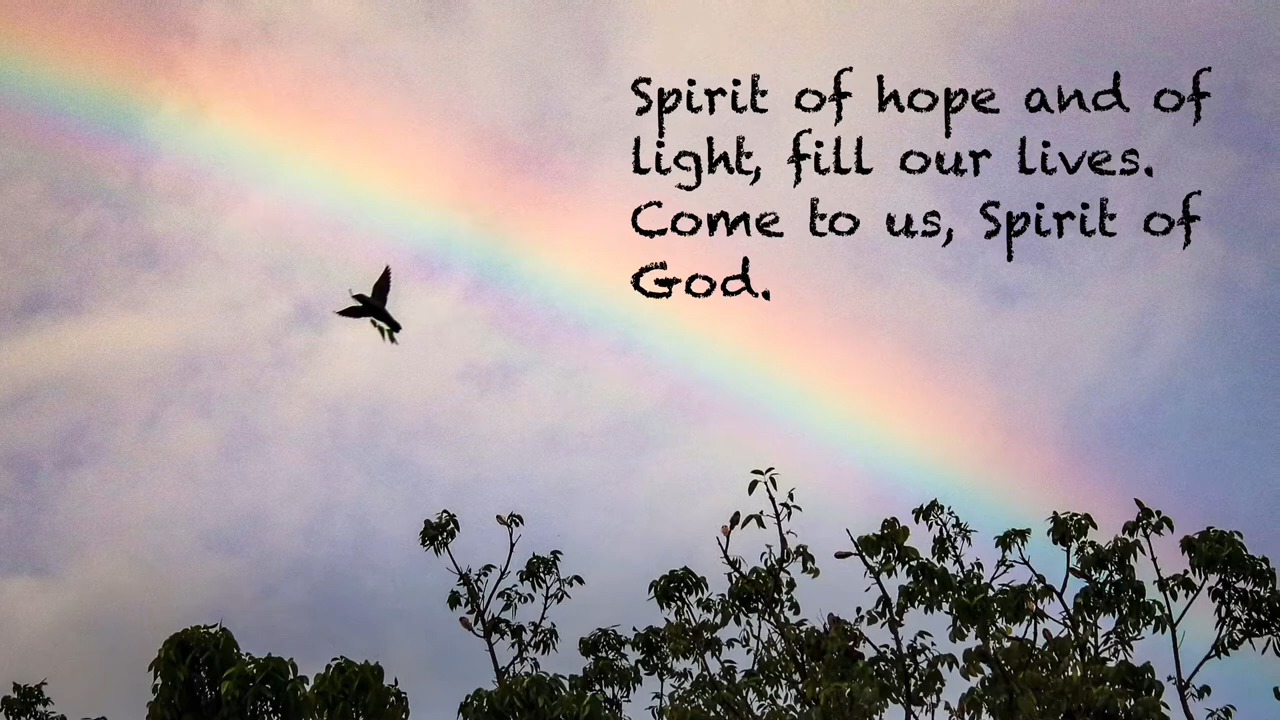 Spirit of hope and of
light, fill our lives.
Come to us, Spirit of
God.